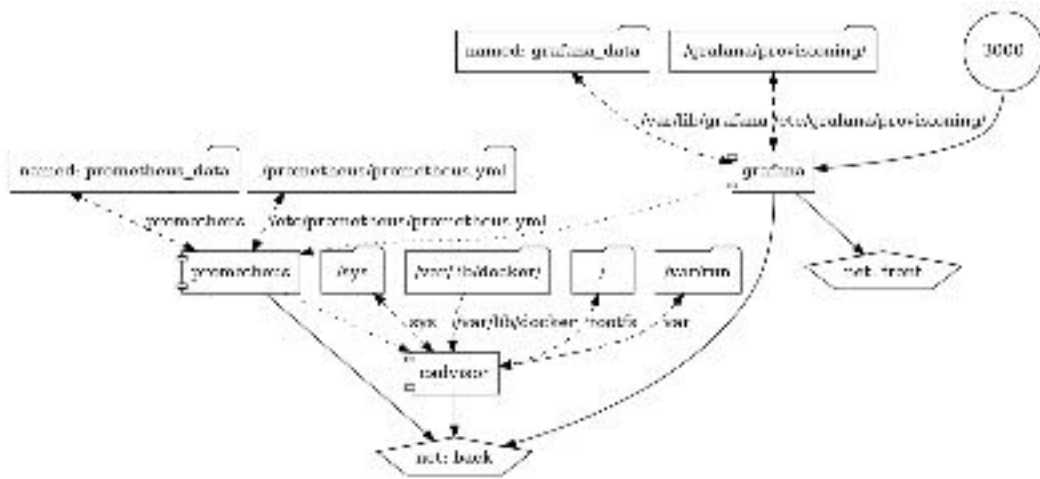 named: grafana_data
./grafana/provisioning/
3000
/var/lib/grafana
/etc/grafana/provisioning/
named: prometheus_data
./prometheus/prometheus.yml
grafana
/prometheus
/etc/prometheus/prometheus.yml
prometheus
/sys
/var/lib/docker/
/
/var/run
net: front
/sys
/var/lib/docker
/rootfs
/var
cadvisor
net: back